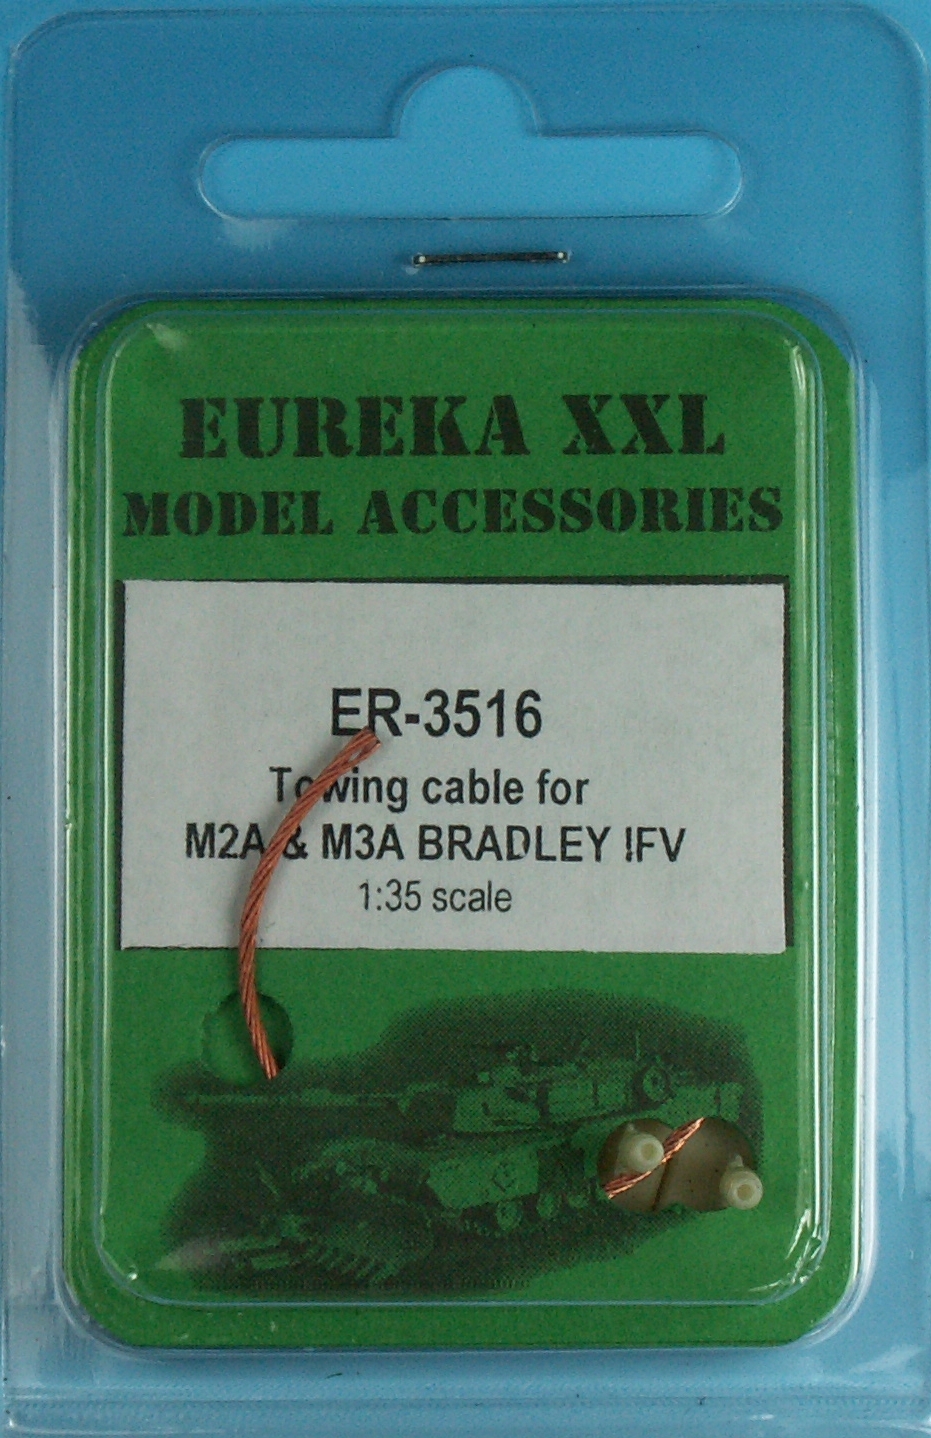 EUREKA XXL
MODEL ACCESSORIES
ER-3516
Towing cable for
M2A & M3A BRADLEY IFV
1:35 scale